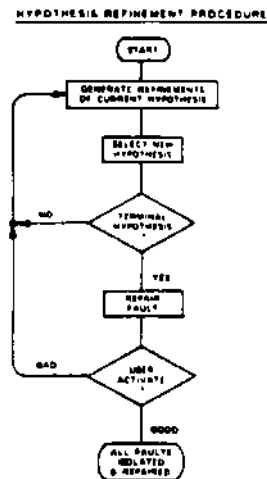 HYPOTHESIS REFINEMENT PROCEDURE
START
GENERATE REFINEMENTS
OF CURRENT HYPOTHESIS
SELECT NEW
HYPOTHESIS
NO
TERMINAL
HYPOTHESIS
YES
REPAIR
FAULT
BAD
USER
ACTIVATE
GOOD
ALL FAULTS
ISOLATED
& REPAIRED